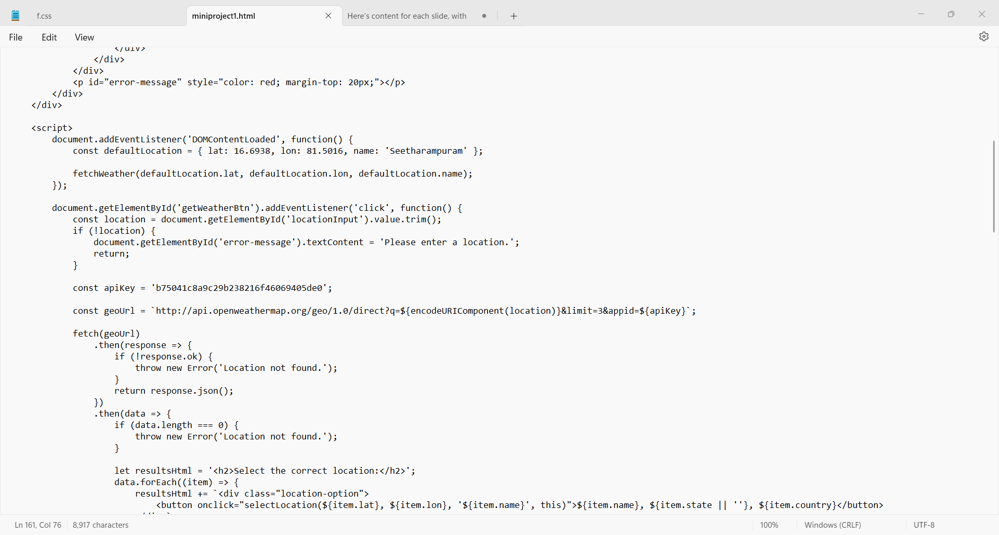 f.css
miniproject1.html
Here's content for each slide, with
File Edit View
</div>
</div>
</div>
<p id="error-message" style="color: red; margin-top: 20px;"></p>
</div>
</div>
<script>
document.addEventListener('DOMContentLoaded', function() {
const defaultLocation = { lat: 16.6938, lon: 81.5016, name: 'Seetharampuram' };
fetchWeather(defaultLocation.lat, defaultLocation.lon, defaultLocation.name);
});
document.getElementById('getWeatherBtn').addEventListener('click', function() {
const location = document.getElementById('locationInput').value.trim();
if (!location) {
document.getElementById('error-message').textContent = 'Please enter a location.';
return;
}
const apiKey = 'b75041c8a9c29b238216f46069405de0';
const geoUrl = `http://api.openweathermap.org/geo/1.0/direct?q=${encodeURIComponent(location)}&limit=3&appid=${apiKey}`;
fetch(geoUrl)
.then(response => {
if (!response.ok) {
throw new Error('Location not found.');
}
return response.json();
})
.then(data => {
if (data.length === 0) {
throw new Error('Location not found.');
}
let resultsHtml = '<h2>Select the correct location:</h2>';
data.forEach((item) => {
resultsHtml += `<div class="location-option">
<button onclick="selectLocation(${item.lat}, ${item.lon}, '${item.name}', this)">${item.name}, ${item.state || ''}, ${item.country}</button>
Ln 161, Col 76 8,917 characters 100% Windows (CRLF) UTF-8